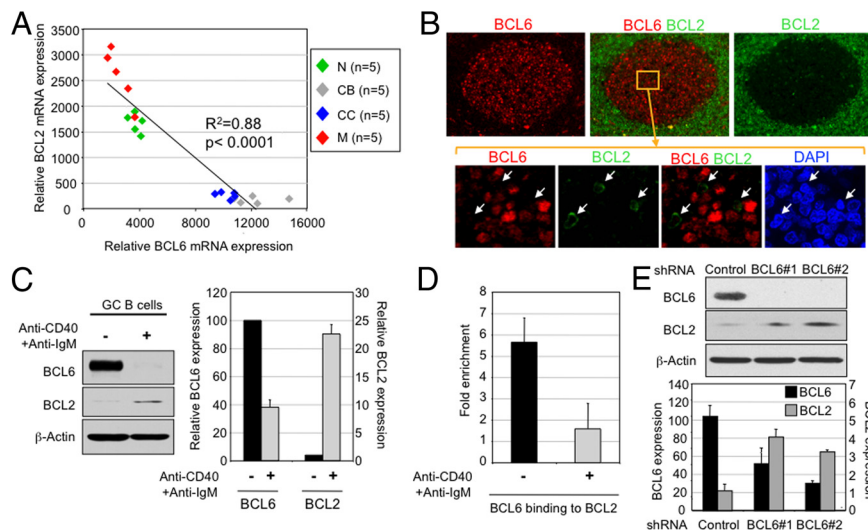 A
3500
3000
2500
2000
1500
1000
500
0
0 4000 8000 12000 16000
Relative BCL2 mRNA expression
Relative BCL6 mRNA expression
R²=0.88
p< 0.0001
N (n=5)
CB (n=5)
CC (n=5)
M (n=5)
B
BCL6
BCL6 BCL2
BCL2
BCL6
BCL2
BCL6 BCL2
DAPI
C
GC B cells
Anti-CD40
+Anti-IgM
- +
BCL6
BCL2
β-Actin
Relative BCL6 expression
120
100
80
60
40
20
0
30
25
20
15
10
5
0
Relative BCL2 expression
Anti-CD40
+Anti-IgM
- + - +
BCL6 BCL2
D
Fold enrichment
8
7
6
5
4
3
2
1
0
Anti-CD40
+Anti-IgM
- +
BCL6 binding to BCL2
E
shRNA Control BCL6#1 BCL6#2
BCL6
BCL2
β-Actin
BCL6 expression
140
120
100
80
60
40
20
0
BCL6
BCL2
7
6
5
4
3
2
1
0
shRNA Control BCL6#1 BCL6#2